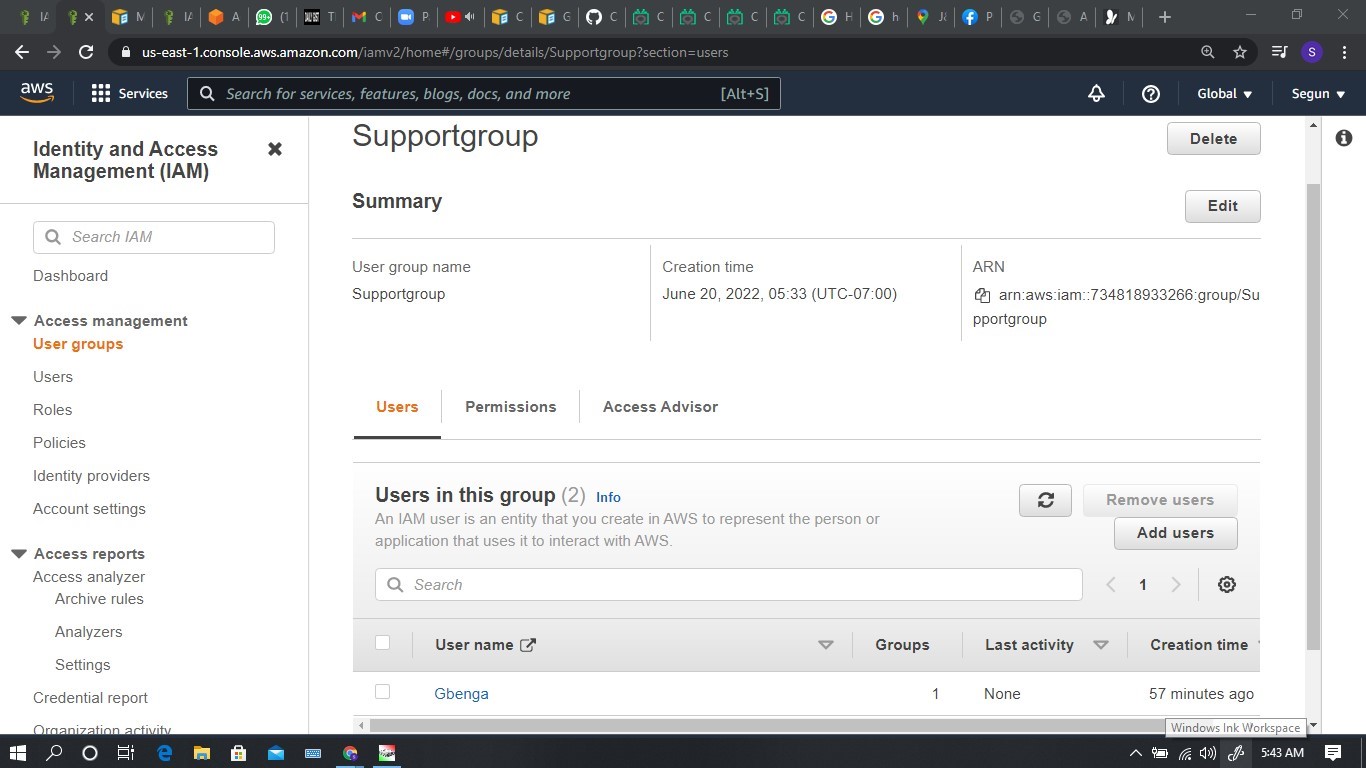 IA
IA
M
IA
A
99+ (1
DAILY POST T
C
P
C
G
C
C
C
C
C
H
h
J&
P
G
A
M
us-east-1.console.aws.amazon.com/iamv2/home#/groups/details/Supportgroup?section=users
S
aws
Services
Search for services, features, blogs, docs, and more [Alt+S]
Global
Segun
Identity and Access
Management (IAM)
Search IAM
Dashboard
Access management
User groups
Users
Roles
Policies
Identity providers
Account settings
Access reports
Access analyzer
Archive rules
Analyzers
Settings
Credential report
Organization activity
Supportgroup
Delete
Summary
Edit
User group name
Supportgroup
Creation time
June 20, 2022, 05:33 (UTC-07:00)
ARN
arn:aws:iam::734818933266:group/Su
pportgroup
Users Permissions Access Advisor
Users in this group (2) Info
An IAM user is an entity that you create in AWS to represent the person or
application that uses it to interact with AWS.
Remove users
Add users
Search
1
User name Groups Last activity Creation time
Gbenga 1 None 57 minutes ago
Windows Ink Workspace
5:43 AM